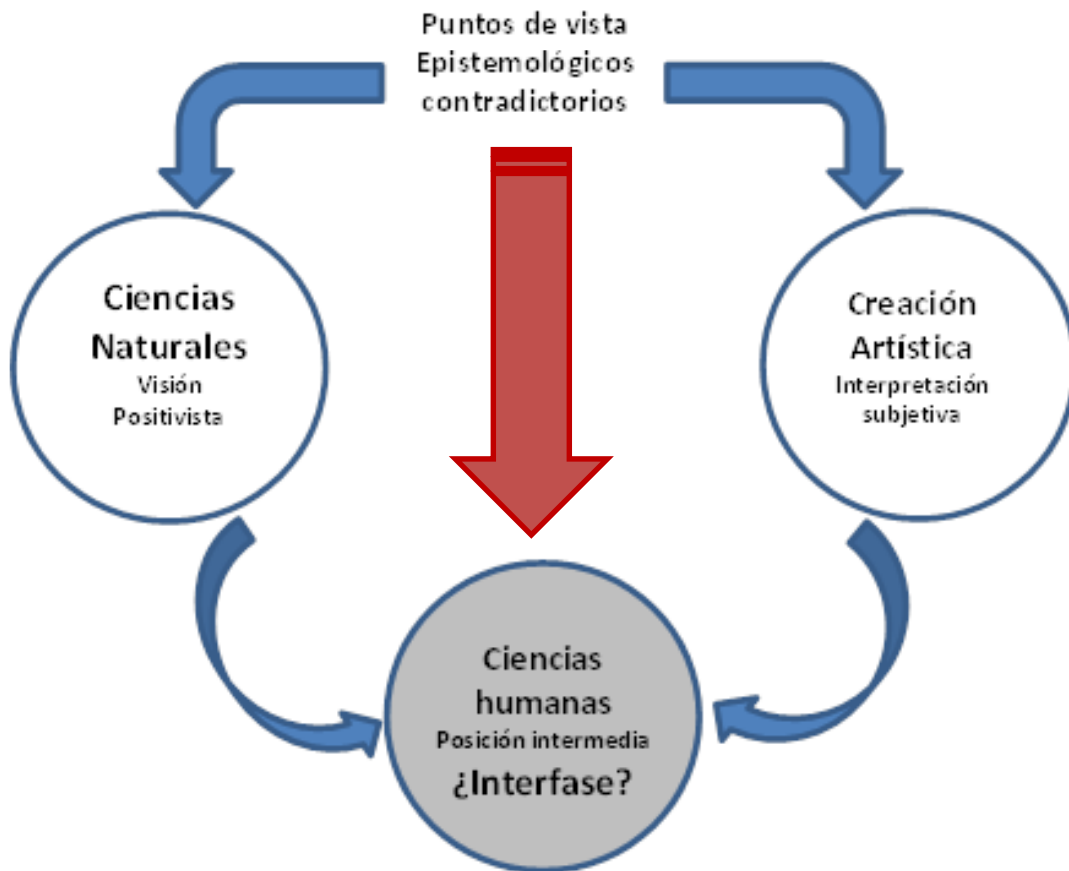 Puntos de vista
Epistemológicos
contradictorios
Ciencias
Naturales
Visión
Positivista
Creación
Artística
Interpretación
subjetiva
Ciencias
humanas
Posición intermedia
¿Interfase?